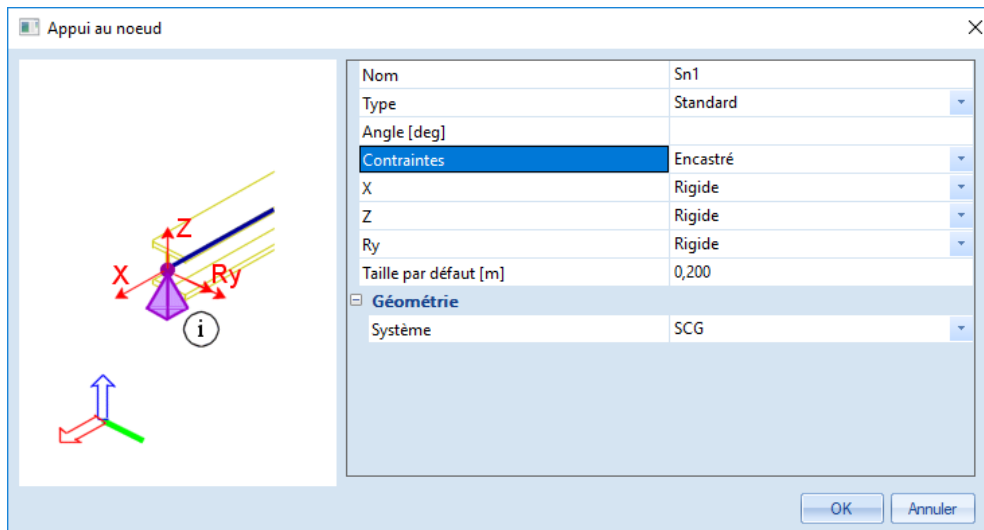 Appui au noeud
Z
X
Ry
i
Nom Sn1
Type Standard
Angle [deg]
Contraintes Encastré
X Rigide
Z Rigide
Ry Rigide
Taille par défaut [m] 0,200
Géométrie
Système SCG
OK Annuler